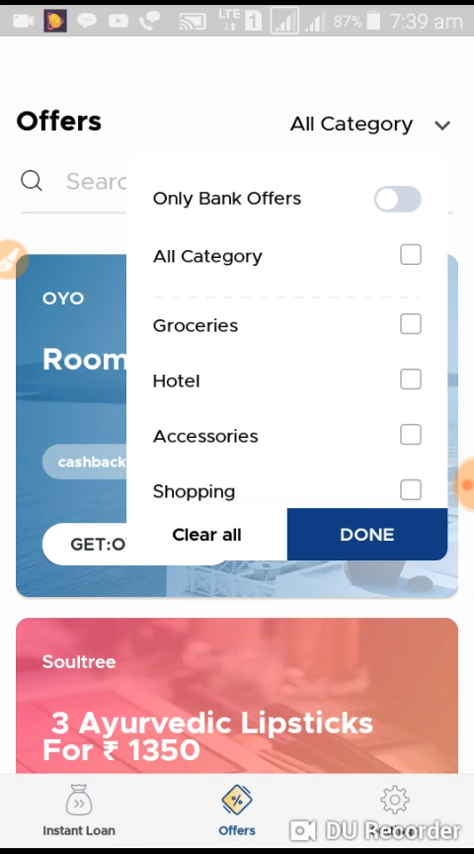 LTE 1 87% 7:39 am
Offers
All Category
Searc
Only Bank Offers
All Category
OYO
Groceries
Room
Hotel
Accessories
cashback
Shopping
Clear all
DONE
GET:O
Soultree
3 Ayurvedic Lipsticks
For ₹ 1350
Instant Loan
Offers
DU Recorder